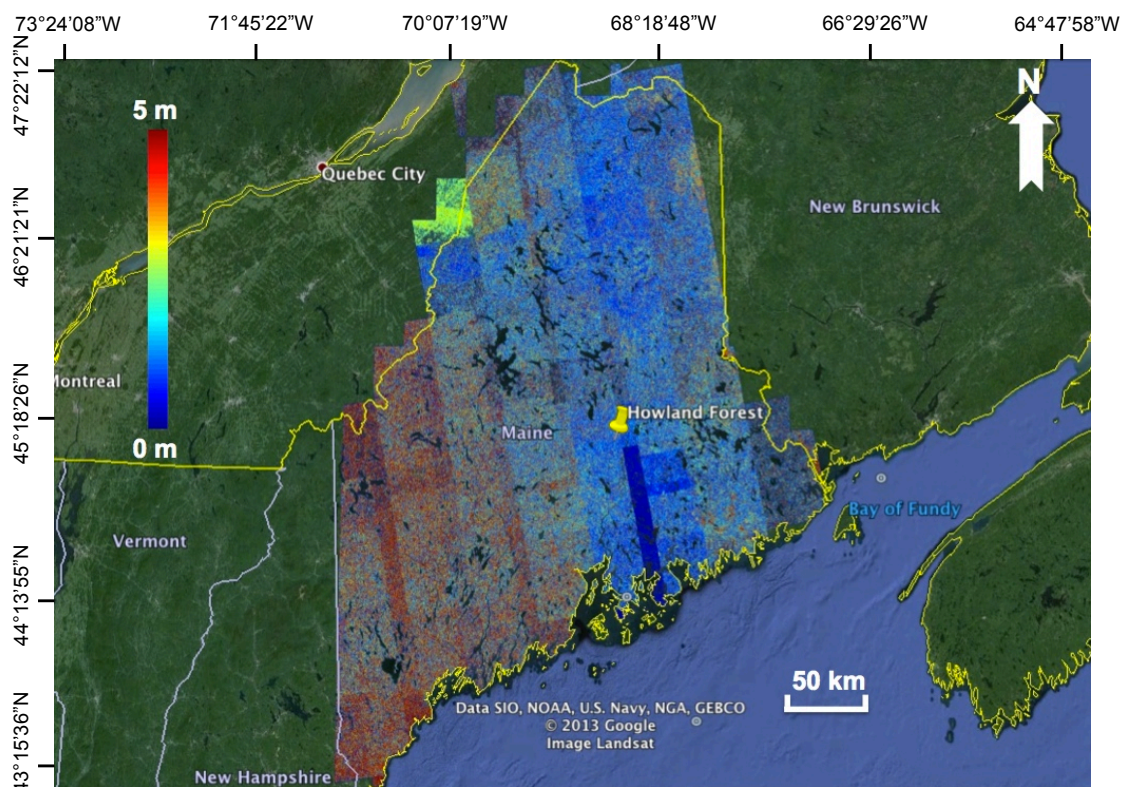 73°24’08”W
71°45’22”W
70°07’19”W
68°18’48”W
66°29’26”W
64°47’58”W
47°22’12”N
46°21’21”N
45°18’26”N
44°13’55”N
43°15’36”N
5 m
0 m
N
Quebec City
New Brunswick
Montreal
Howland Forest
Maine
Bay of Fundy
Vermont
50 km
Data SIO, NOAA, U.S. Navy, NGA, GEBCO
© 2013 Google
Image Landsat
New Hampshire